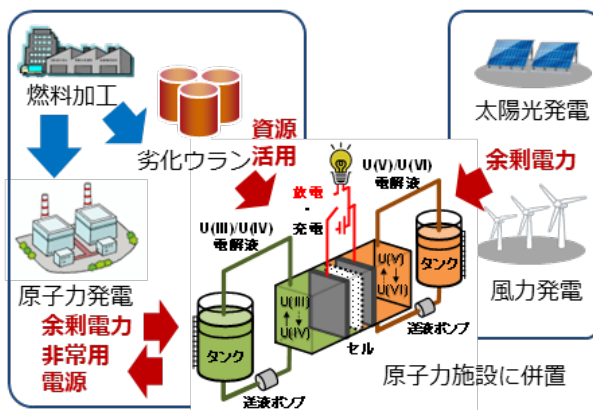 燃料加工
劣化ウラン
資源
活用
原子力発電
余剰電力
非常用
電源
太陽光発電
余剰電力
風力発電
U(III)/U(IV)
電解液
U(V)/U(VI)
電解液
放電
・
充電
U(III)
U(IV)
U(V)
U(VI)
タンク
タンク
セル
送液ポンプ
送液ポンプ
原子力施設に併置